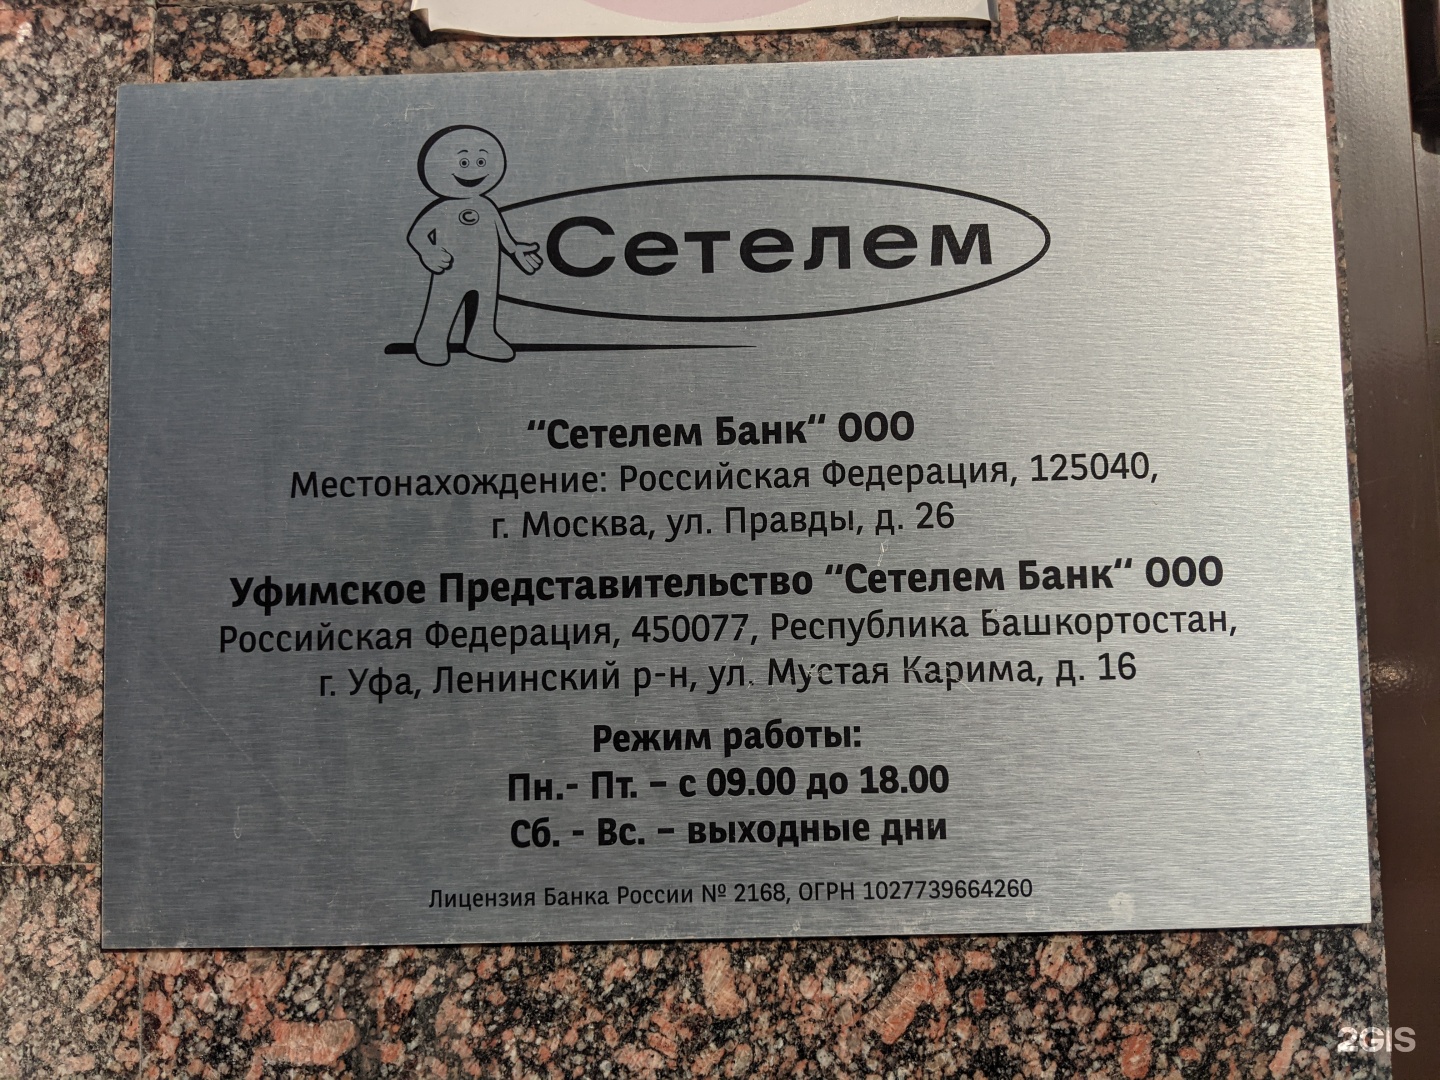 Сетелем
С
“Сетелем Банк“ ООО
Местонахождение: Российская Федерация, 125040,
г. Москва, ул. Правды, д. 26
Уфимское Представительство “Сетелем Банк“ ООО
Российская Федерация, 450077, Республика Башкортостан,
г. Уфа, Ленинский р-н, ул. Мустая Карима, д. 16
Режим работы:
Пн.- Пт. – с 09.00 до 18.00
Сб. - Вс. – выходные дни
Лицензия Банка России № 2168, ОГРН 1027739664260
2GIS